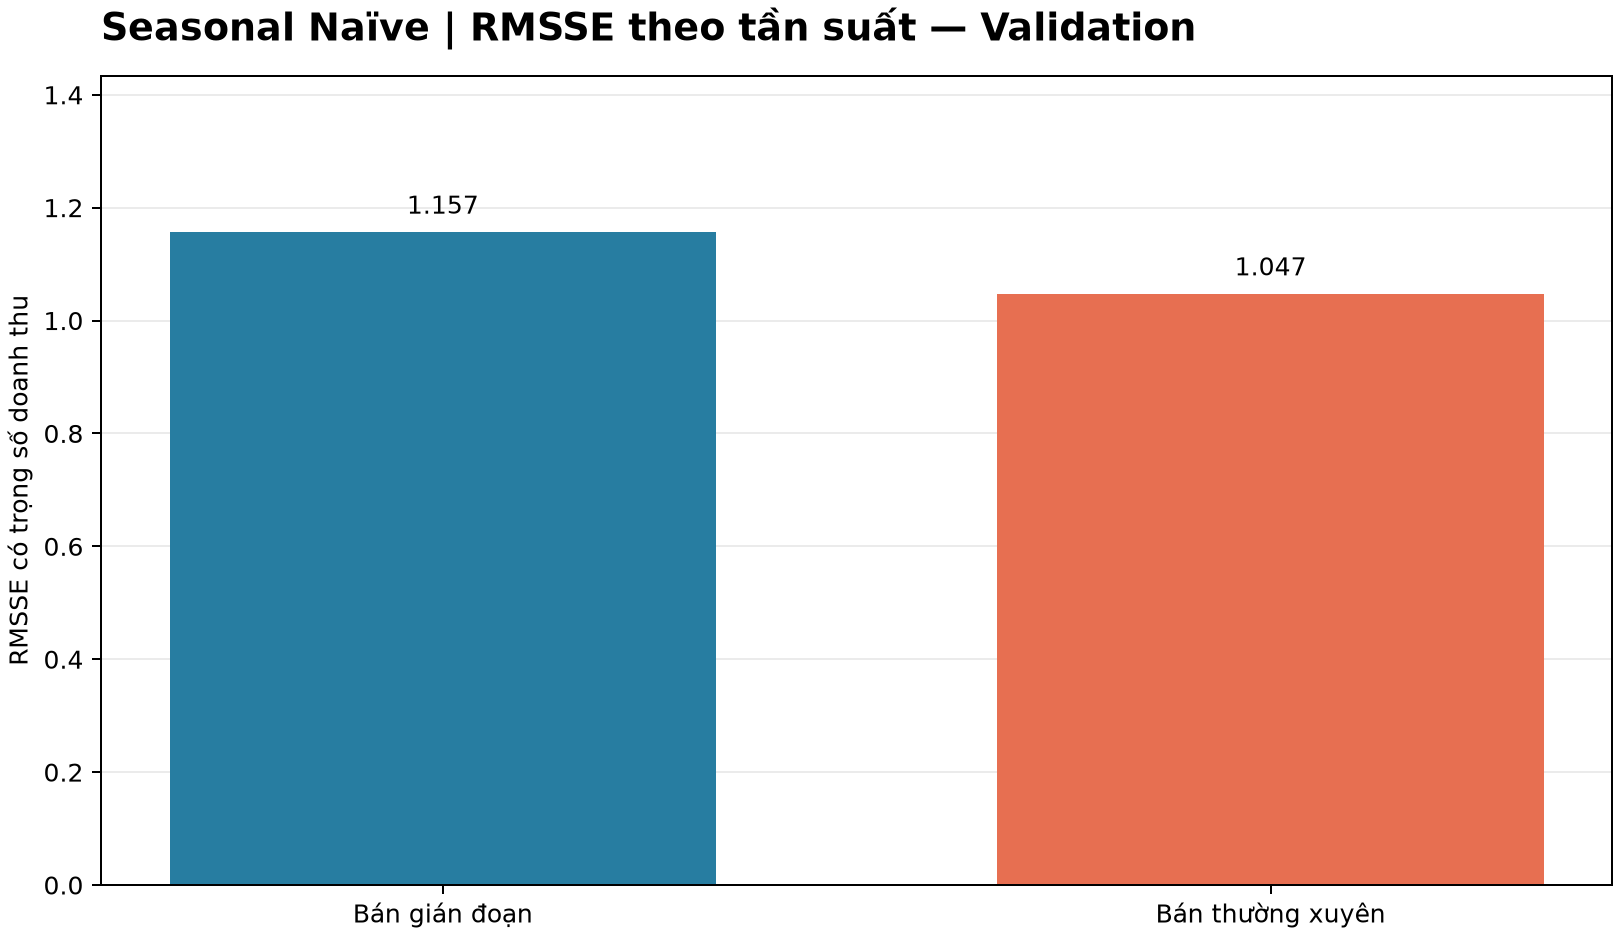 Seasonal Naïve | RMSSE theo tần suất — Validation
RMSSE có trọng số doanh thu
1.4
1.2
1.0
0.8
0.6
0.4
0.2
0.0
1.157
1.047
Bán gián đoạn
Bán thường xuyên